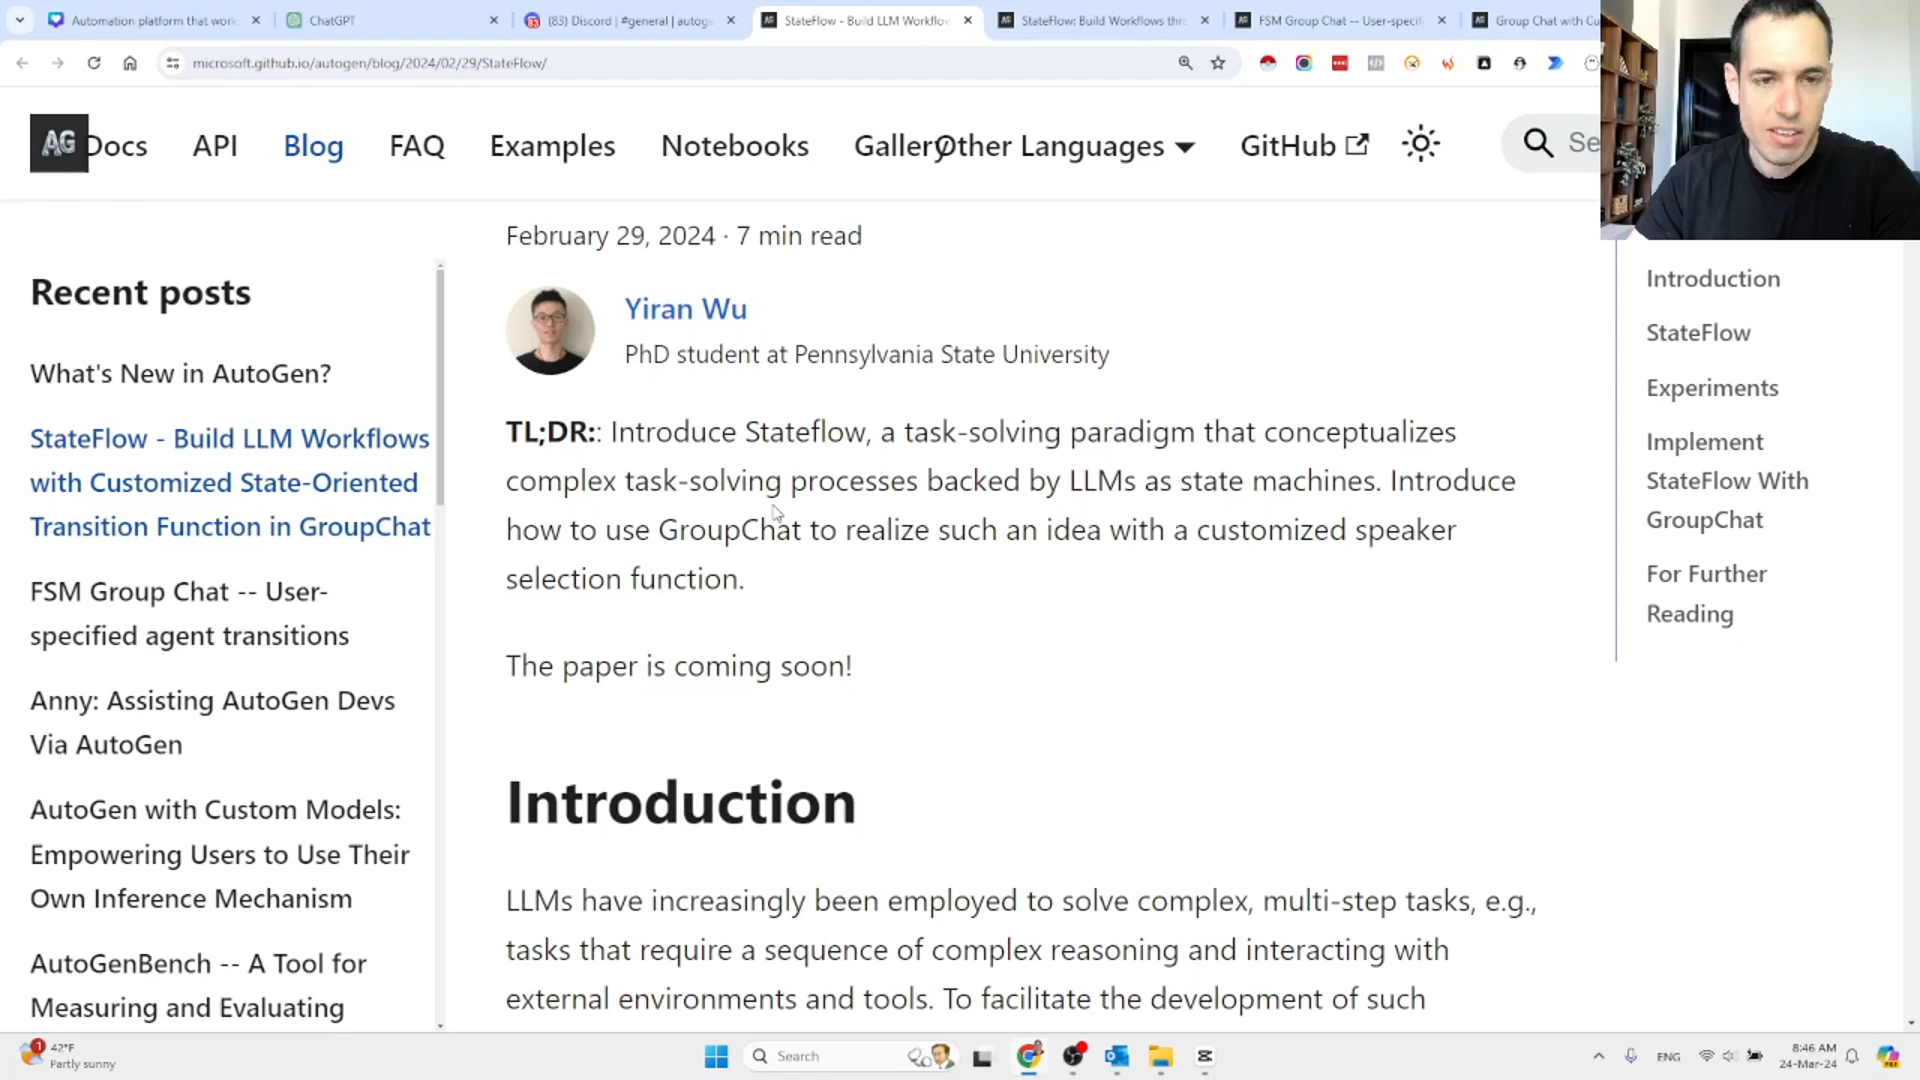 Automation platform that work
ChatGPT
(83) Discord | #general | autoge
StateFlow - Build LLM Workflow
StateFlow: Build Workflows thr
FSM Group Chat -- User-specif
Group Chat with Cu
microsoft.github.io/autogen/blog/2024/02/29/StateFlow/
AG
Docs
API
Blog
FAQ
Examples
Notebooks
Gallery
Other Languages
GitHub
Se
February 29, 2024 · 7 min read
Recent posts
What's New in AutoGen?
StateFlow - Build LLM Workflows
with Customized State-Oriented
Transition Function in GroupChat
FSM Group Chat -- User-
specified agent transitions
Anny: Assisting AutoGen Devs
Via AutoGen
AutoGen with Custom Models:
Empowering Users to Use Their
Own Inference Mechanism
AutoGenBench -- A Tool for
Measuring and Evaluating
Yiran Wu
PhD student at Pennsylvania State University
TL;DR:: Introduce Stateflow, a task-solving paradigm that conceptualizes
complex task-solving processes backed by LLMs as state machines. Introduce
how to use GroupChat to realize such an idea with a customized speaker
selection function.
The paper is coming soon!
Introduction
LLMs have increasingly been employed to solve complex, multi-step tasks, e.g.,
tasks that require a sequence of complex reasoning and interacting with
external environments and tools. To facilitate the development of such
Introduction
StateFlow
Experiments
Implement
StateFlow With
GroupChat
For Further
Reading
1
42°F
Partly sunny
Search
ENG
8:46 AM
24-Mar-24